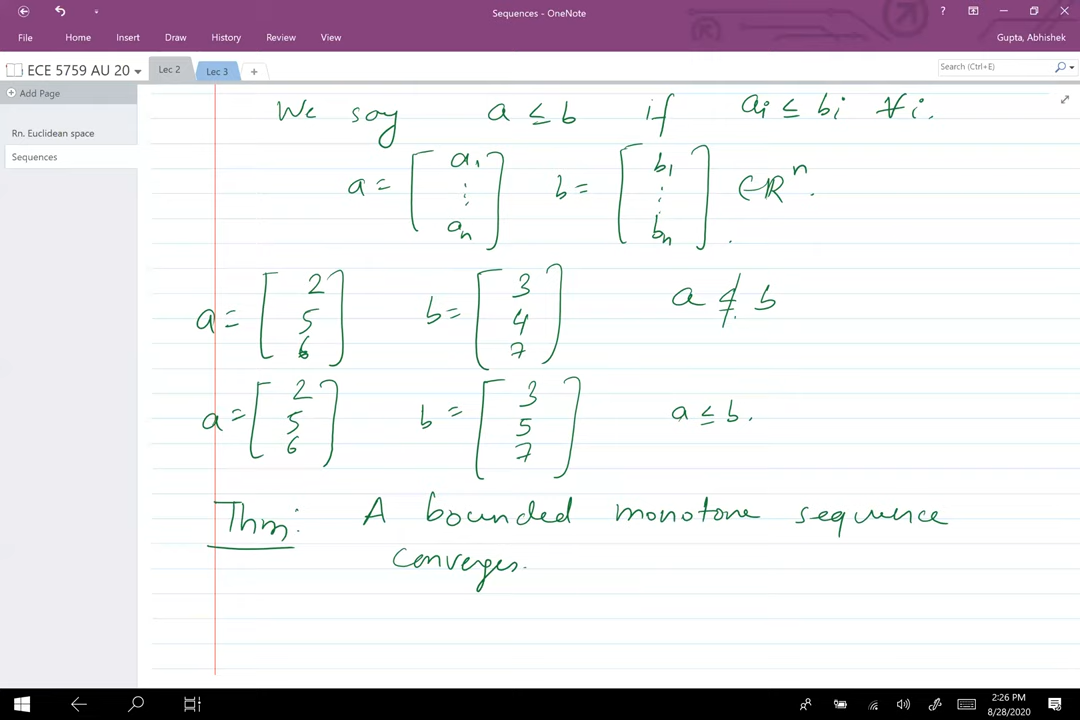 Sequences - OneNote
Gupta, Abhishek
File Home Insert Draw History Review View
ECE 5759 AU 20 Lec 2 Lec 3
Search (Ctrl+E)
Add Page
Rn. Euclidean space
Sequences
We say a ≤ b if ai ≤ bi ∀i.
a = [a1 ⋮ an] b = [b1 ⋮ bn] ∈ ℝ^n.
a = [2 5 6] b = [3 4 7] a ≰ b
a = [2 5 6] b = [3 5 7] a ≤ b.
Thm: A bounded monotone sequence
converges.
2:26 PM
8/28/2020